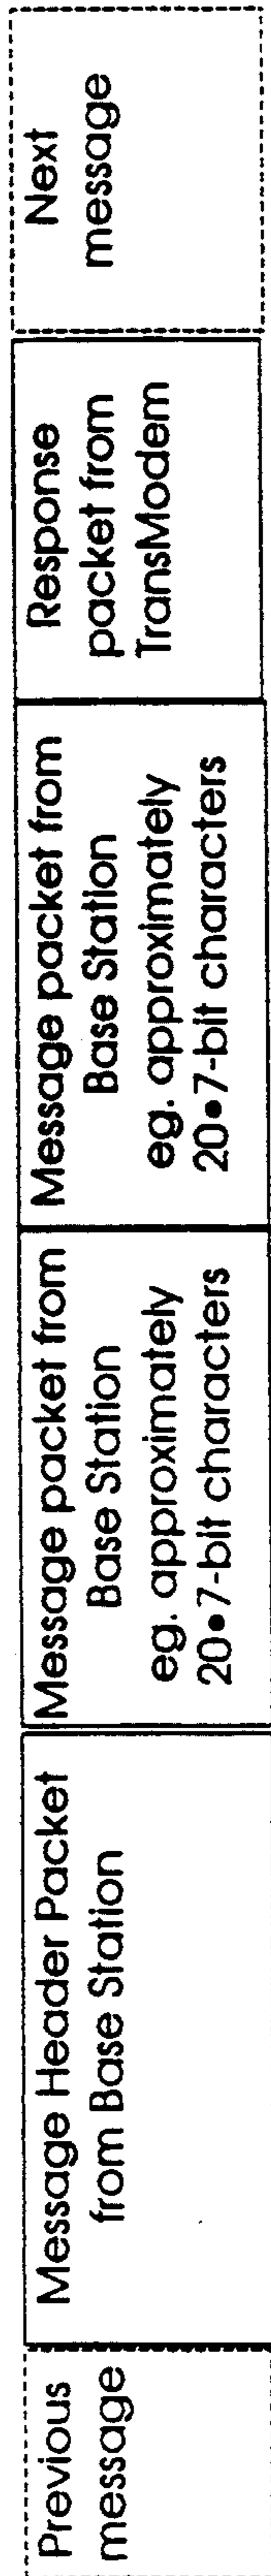 Previous
message
Message Header Packet
from Base Station
Message packet from
Base Station
eg. approximately
20•7-bit characters
Message packet from
Base Station
eg. approximately
20•7-bit characters
Response
packet from
TransModem
Next
message